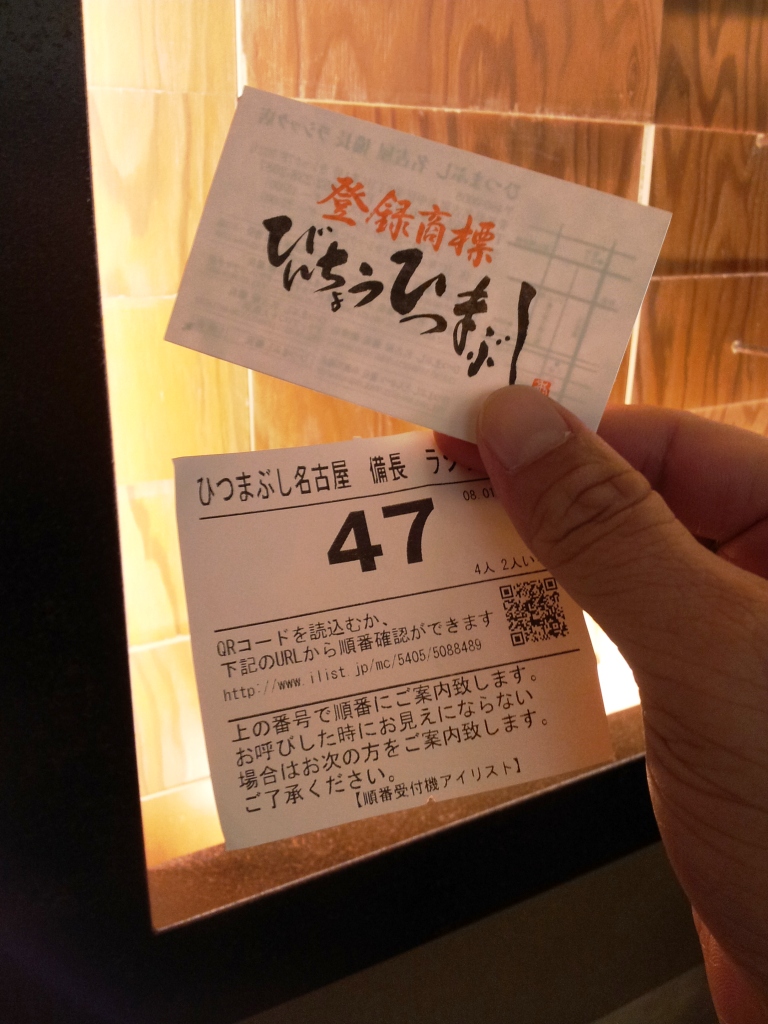 登録商標
びんちょうひつまぶし
ひつまぶし名古屋 備長 ラシッ
08.01
47
4人 2人い
QRコードを読込むか、
下記のURLから順番確認ができます
http://www.ilist.jp/mc/5405/5088489
上の番号で順番にご案内致します。
お呼びした時にお見えにならない
場合はお次の方をご案内致します。
ご了承ください。
【順番受付機アイリスト】